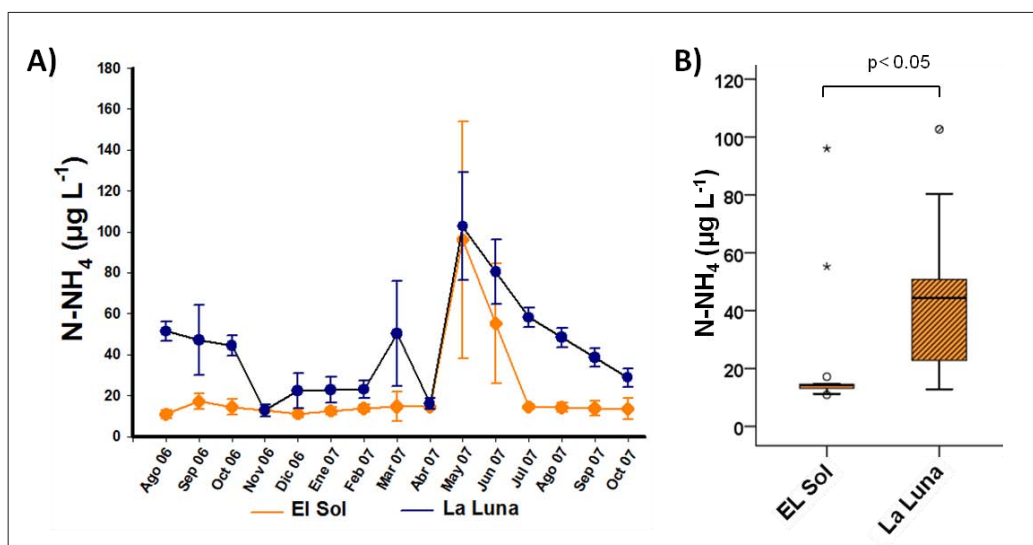 A)
N-NH4 (µg L-1)
180
160
140
120
100
80
60
40
20
0
Ago 06
Sep 06
Oct 06
Nov 06
Dic 06
Ene 07
Feb 07
Mar 07
Abr 07
May 07
Jun 07
Jul 07
Ago 07
Sep 07
Oct 07
El Sol
La Luna
B)
p< 0.05
N-NH4 (µg L-1)
120
100
80
60
40
20
0
EL Sol
La Luna